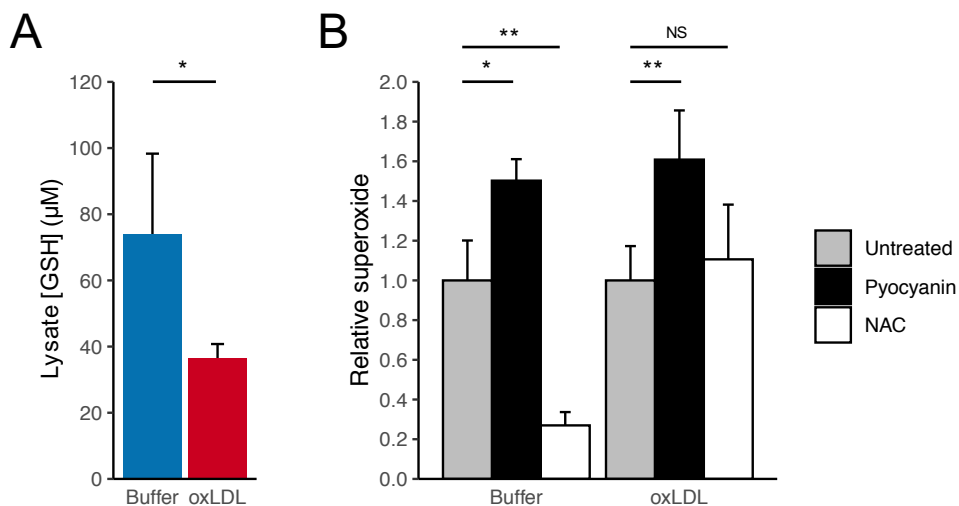 A
Lysate [GSH] (µM)
120
100
80
60
40
20
0
*
Buffer oxLDL
B
Relative superoxide
2.0
1.8
1.6
1.4
1.2
1.0
0.8
0.6
0.4
0.2
0.0
**
*
NS
**
Buffer
oxLDL
Untreated
Pyocyanin
NAC